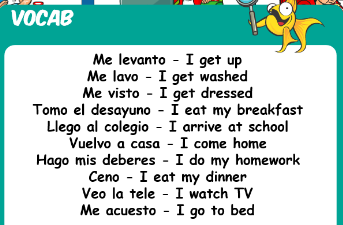 VOCAB
Me levanto - I get up
Me lavo - I get washed
Me visto - I get dressed
Tomo el desayuno - I eat my breakfast
Llego al colegio - I arrive at school
Vuelvo a casa - I come home
Hago mis deberes - I do my homework
Ceno - I eat my dinner
Veo la tele - I watch TV
Me acuesto - I go to bed